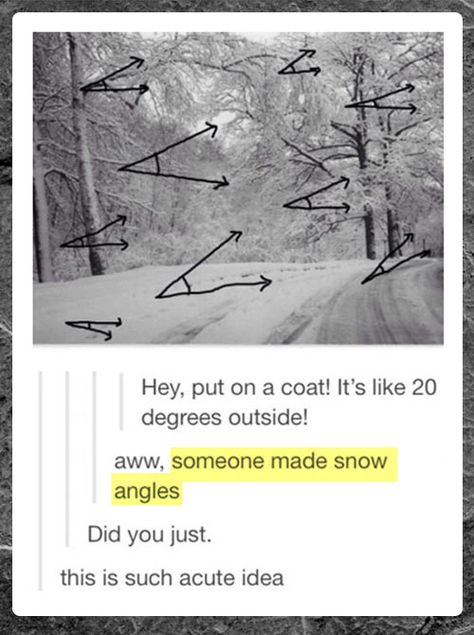 Hey, put on a coat! It's like 20
degrees outside!
aww, someone made snow
angles
Did you just.
this is such acute idea